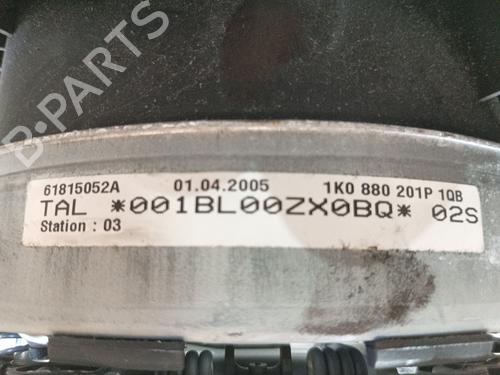 B-PARTS
61815052A 01.04.2005 1K0 880 201P 1QB
TAL *001BL00ZX0BQ* 02S
Station : 03